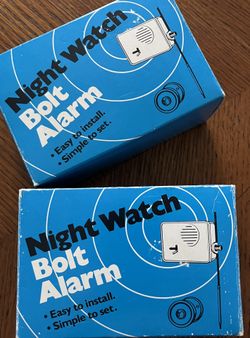 Night Watch
Bolt
Alarm
• Easy to install.
• Simple to set.
Night Watch
Bolt
Alarm
• Easy to install.
• Simple to set.